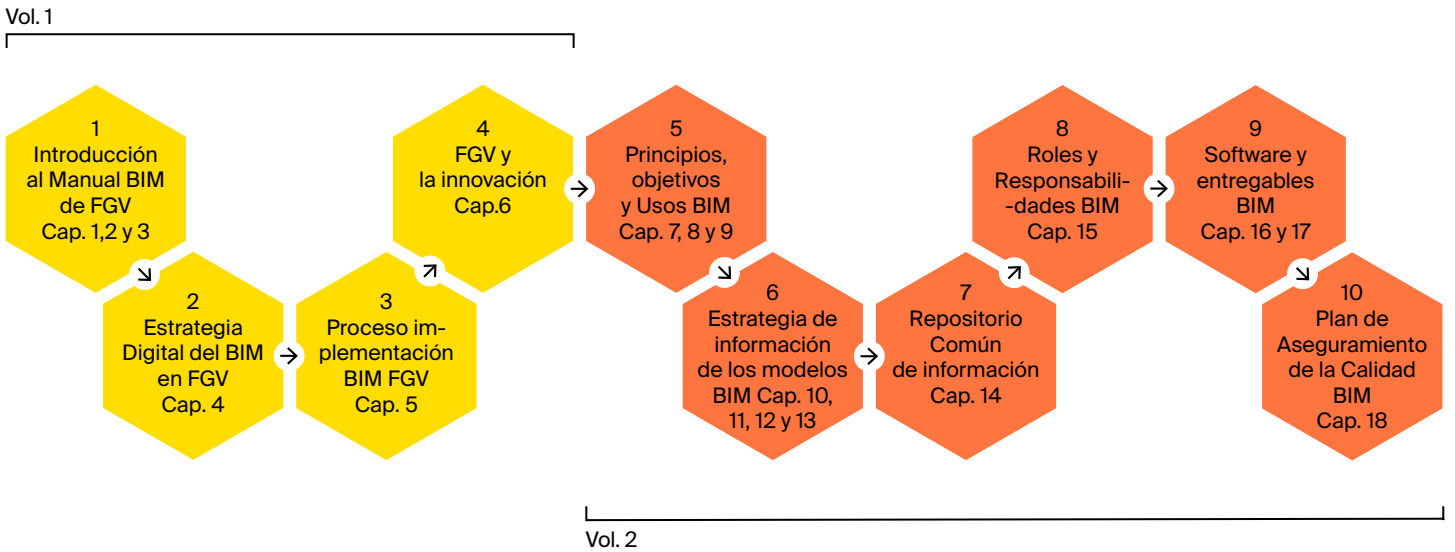 Vol. 1
1
Introducción
al Manual BIM
de FGV
Cap. 1,2 y 3
2
Estrategia
Digital del BIM
en FGV
Cap. 4
3
Proceso im-
plementación
BIM FGV
Cap. 5
4
FGV y
la innovación
Cap.6
5
Principios,
objetivos
y Usos BIM
Cap. 7, 8 y 9
6
Estrategia de
información
de los modelos
BIM Cap. 10,
11, 12 y 13
7
Repositorio
Común
de información
Cap. 14
8
Roles y
Responsabili-
-dades BIM
Cap. 15
9
Software y
entregables
BIM
Cap. 16 y 17
10
Plan de
Aseguramiento
de la Calidad
BIM
Cap. 18
Vol. 2